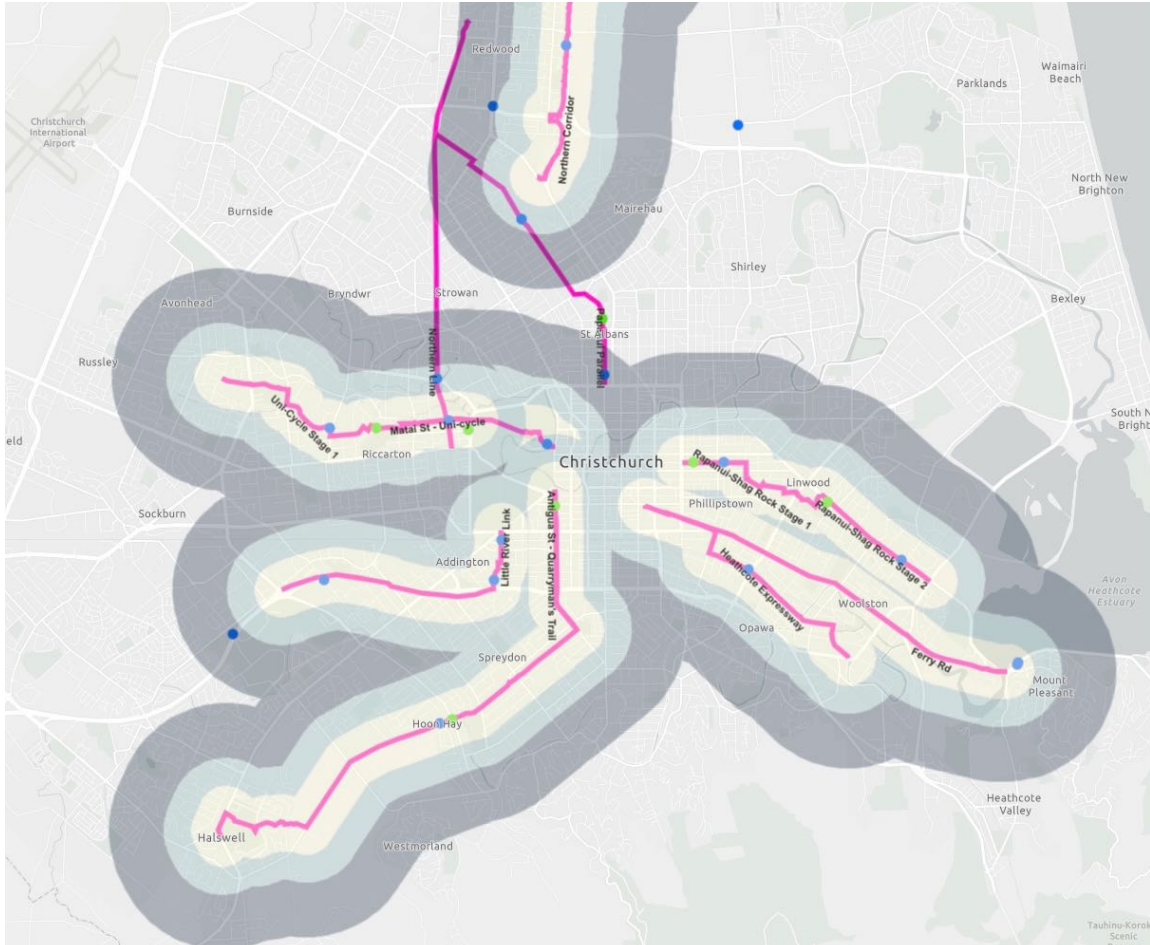 Redwood
Waimairi
Beach
Parklands
Christchurch
International
Airport
Northern Corridor
North New
Brighton
Burnside
Mairehau
Shirley
Bryndwr
Strowan
Avonhead
Bexley
St Albans
Papanui Parallel
Northern Line
Russley
South N
Bright
Uni-Cycle Stage 1
Matai St - Uni-cycle
Riccarton
eld
Christchurch
Rapanui-Shag Rock Stage 1
Linwood
Phillipstown
Rapanui-Shag Rock Stage 2
Sockburn
Little River Link
Antigua St - Quarryman's Trail
Addington
Heathcote Expressway
Avon
Heathcote
Estuary
Woolston
Opawa
Ferry Rd
Spreydon
Mount
Pleasant
Hoon Hay
Heathcote
Valley
Halswell
Westmorland
Tauhinu-Korok
Scenic